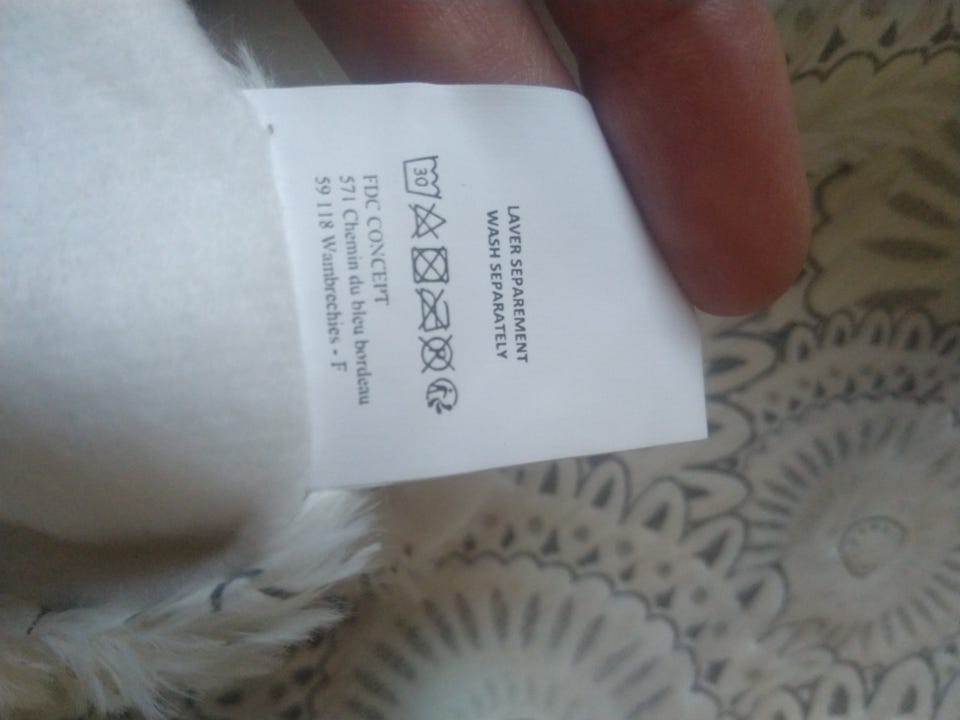 LAVER SEPAREMENT
WASH SEPARATELY
30
P
FDC CONCEPT
571 Chemin du bleu bordeau
59 118 Wambrechies - F